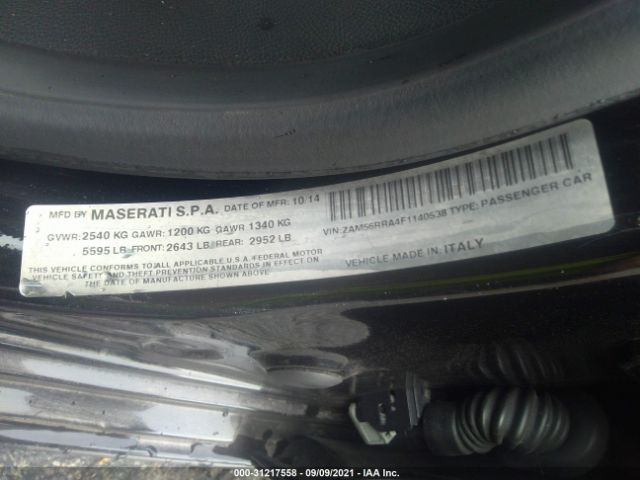 MFD BY MASERATI S.P.A. DATE OF MFR: 10/14
GVWR: 2540 KG GAWR: 1200 KG GAWR 1340 KG
5595 LB FRONT: 2643 LB REAR: 2952 LB
THIS VEHICLE CONFORMS TO ALL APPLICABLE U.S.A. FEDERAL MOTOR
VEHICLE SAFETY AND THEFT PREVENTION STANDARDS IN EFFECT ON
THE DATE OF MANUFACTURE SHOWN ABOVE
VIN: ZAM56RRA4F1140538 TYPE: PASSENGER CAR
VEHICLE MADE IN ITALY
000-31217558 - 09/09/2021 - IAA Inc.